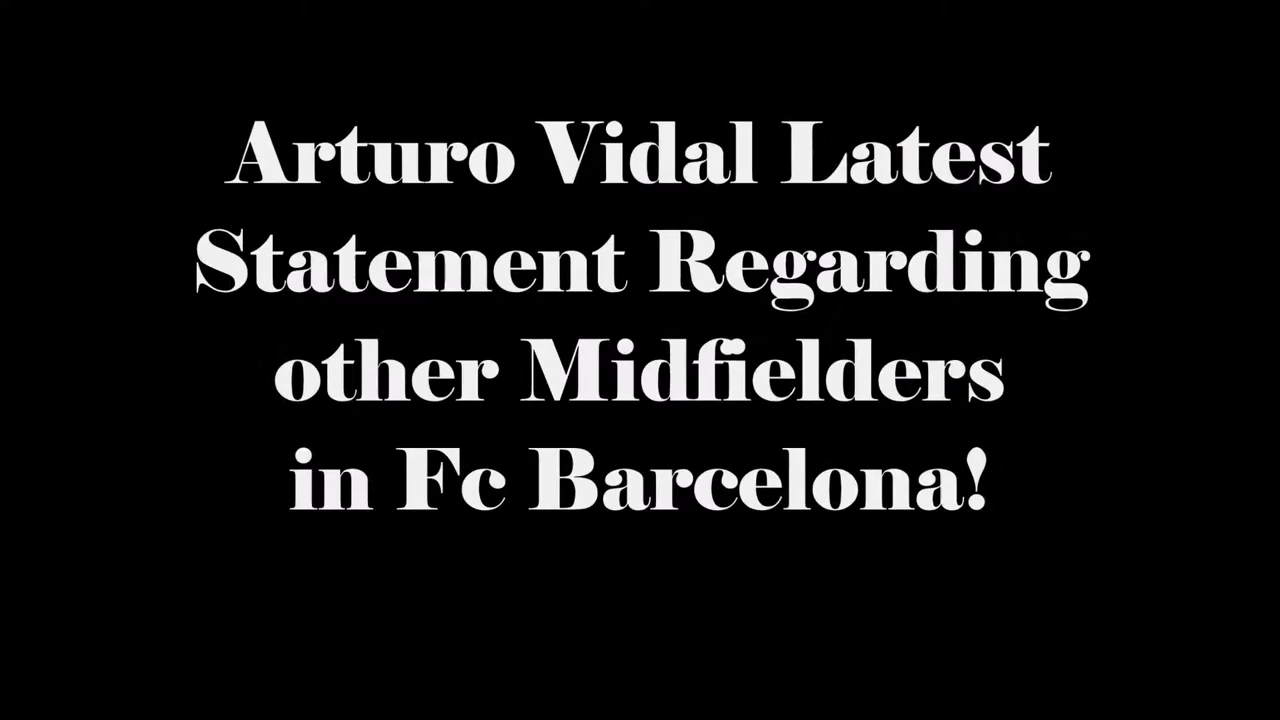 Arturo Vidal Latest
Statement Regarding
other Midfielders
in Fc Barcelona!